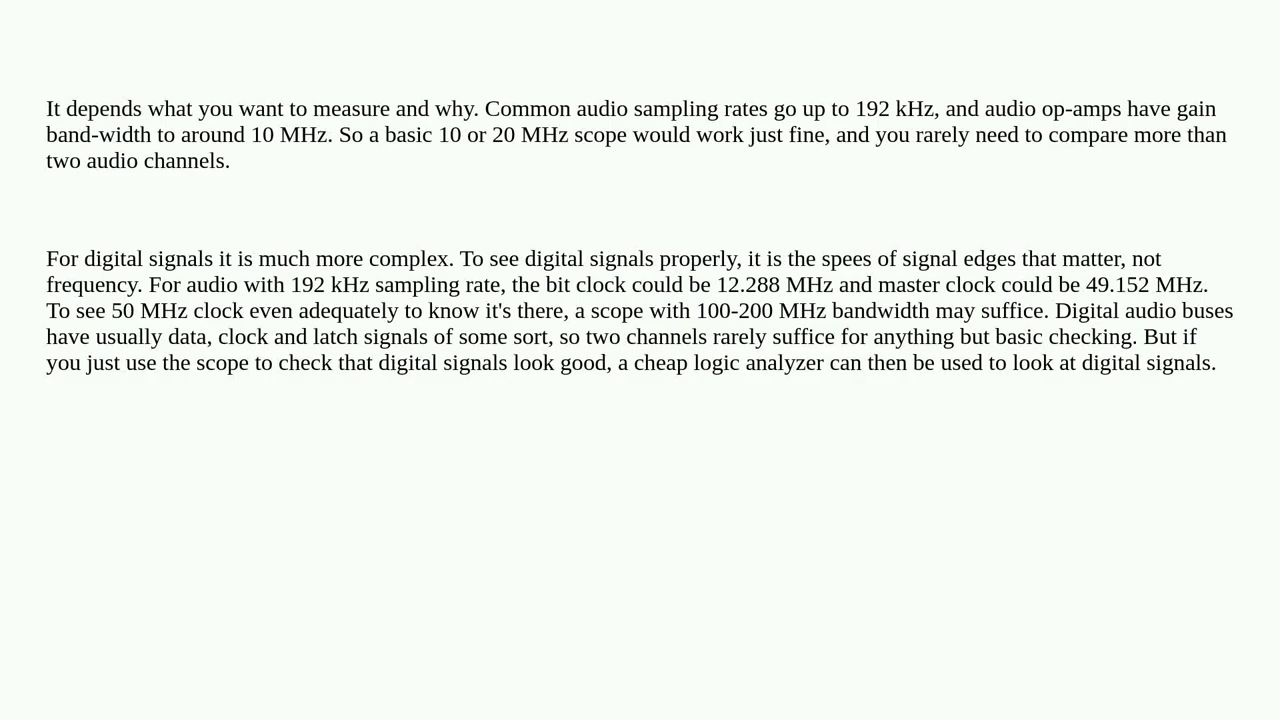 It depends what you want to measure and why. Common audio sampling rates go up to 192 kHz, and audio op-amps have gain
band-width to around 10 MHz. So a basic 10 or 20 MHz scope would work just fine, and you rarely need to compare more than
two audio channels.
For digital signals it is much more complex. To see digital signals properly, it is the spees of signal edges that matter, not
frequency. For audio with 192 kHz sampling rate, the bit clock could be 12.288 MHz and master clock could be 49.152 MHz.
To see 50 MHz clock even adequately to know it's there, a scope with 100-200 MHz bandwidth may suffice. Digital audio buses
have usually data, clock and latch signals of some sort, so two channels rarely suffice for anything but basic checking. But if
you just use the scope to check that digital signals look good, a cheap logic analyzer can then be used to look at digital signals.